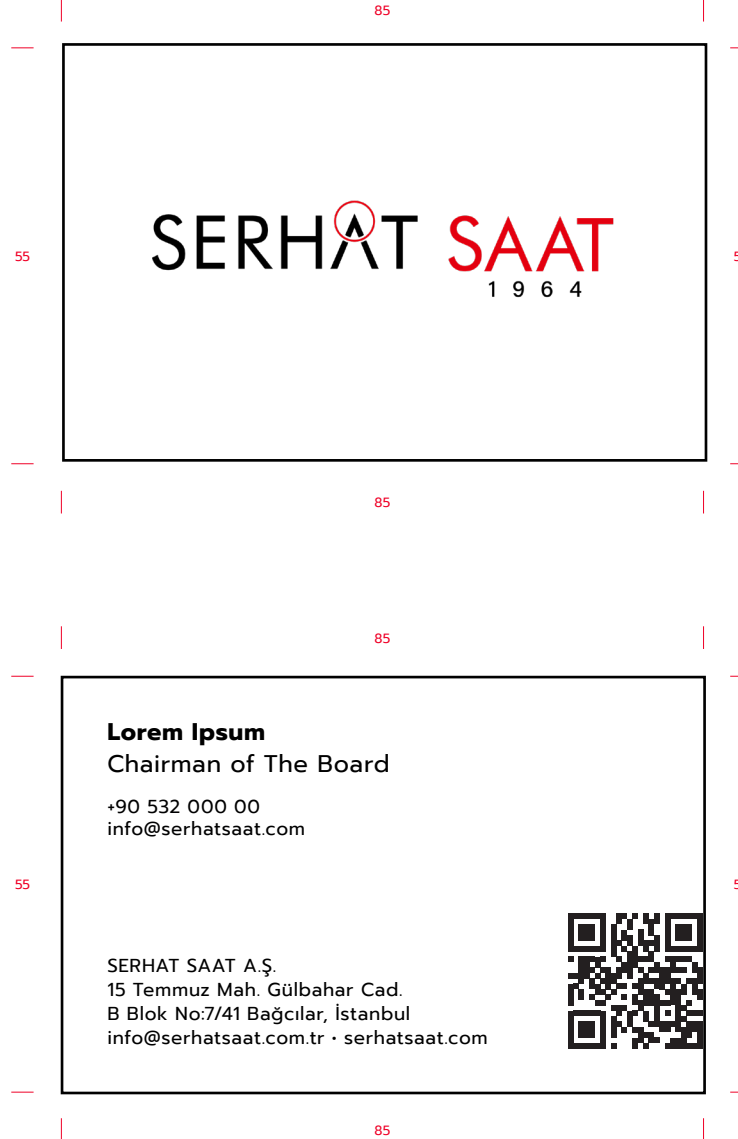 85
55
SERHAT SAAT
1964
85
85
Lorem Ipsum
Chairman of The Board
+90 532 000 00
info@serhatsaat.com
55
SERHAT SAAT A.Ş.
15 Temmuz Mah. Gülbahar Cad.
B Blok No:7/41 Bağcılar, İstanbul
info@serhatsaat.com.tr • serhatsaat.com
85